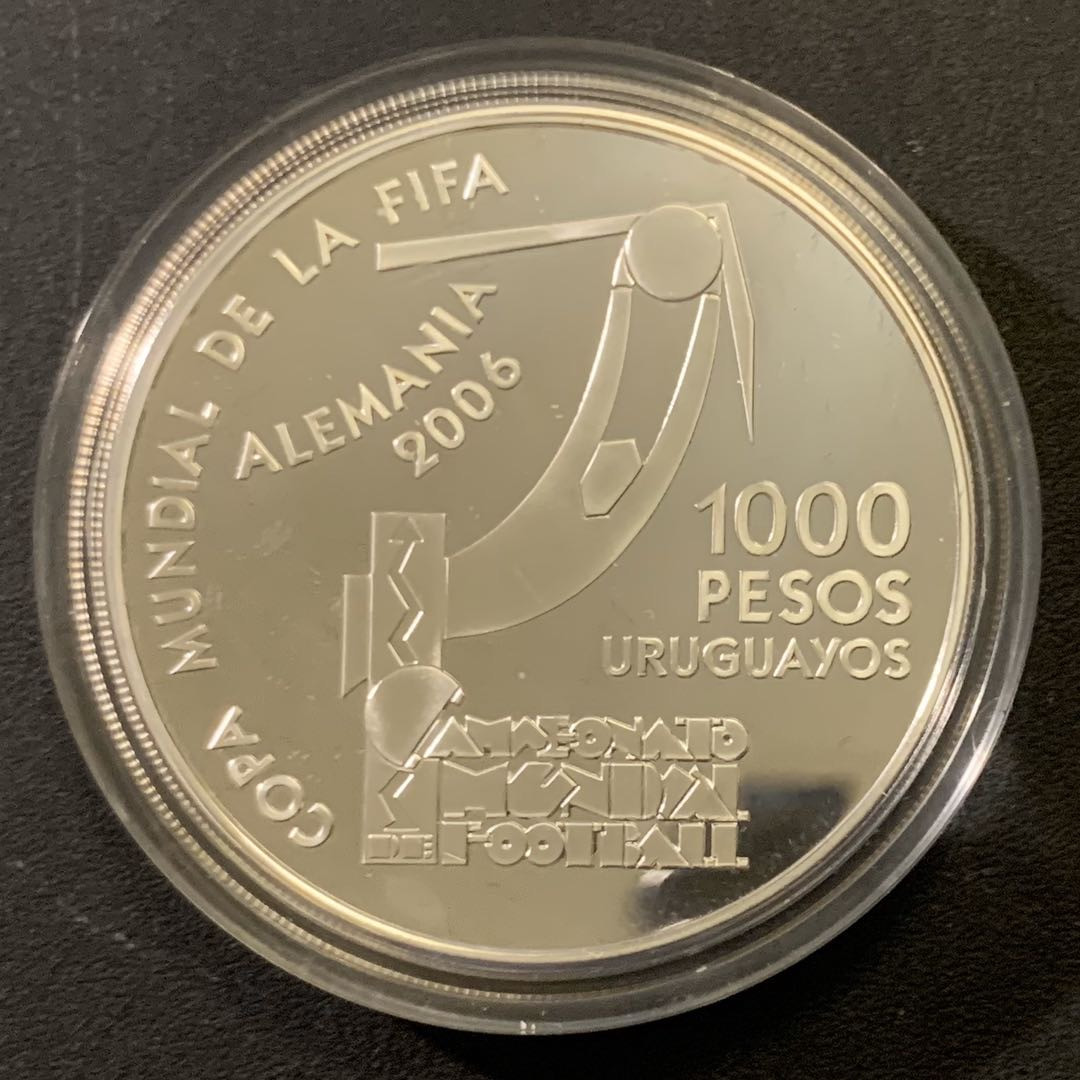 COPA MUNDIAL DE LA FIFA
ALEMANIA
2006
1000
PESOS
URUGUAYOS
CAMPEONATO
MUNDIAL
DE FOOTBALL